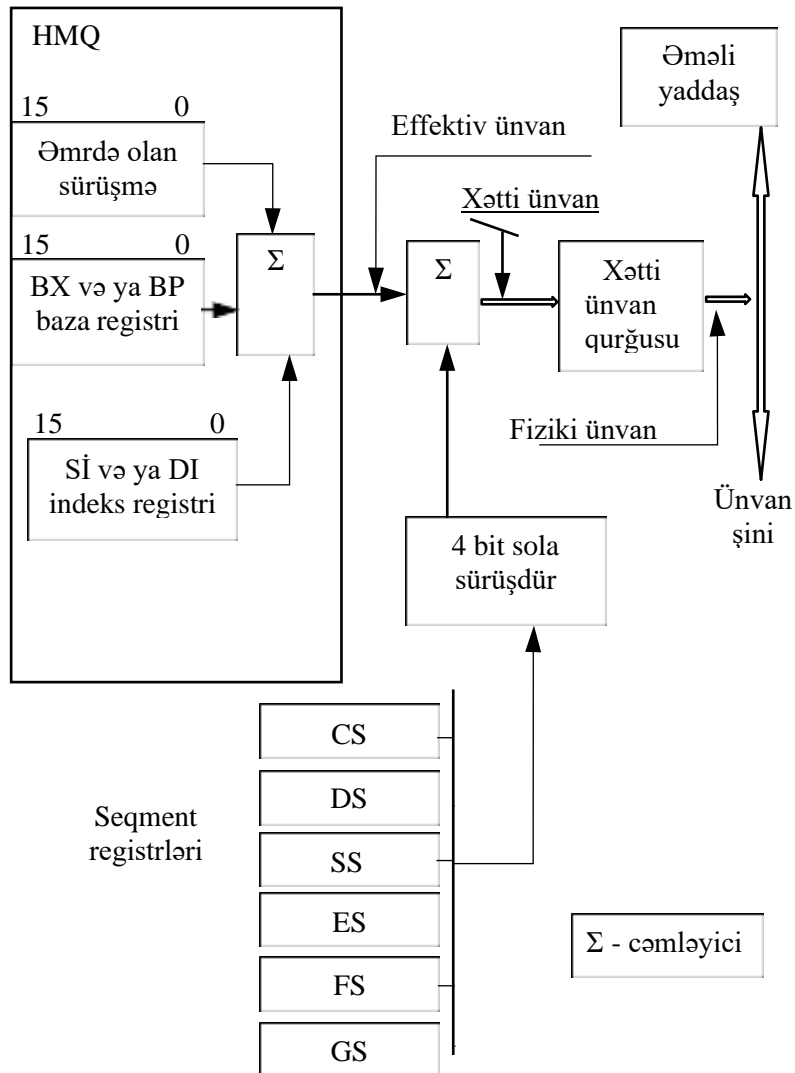 HMQ
15 0
Əmrdə olan
sürüşmə
15 0
BX və ya BP
baza registri
15 0
Sİ və ya DI
indeks registri
Σ
Effektiv ünvan
Σ
Xətti ünvan
Xətti
ünvan
qurğusu
Əməli
yaddaş
Fiziki ünvan
Ünvan
şini
4 bit sola
sürüşdür
Seqment
registrləri
CS
DS
SS
ES
FS
GS
Σ - cəmləyici